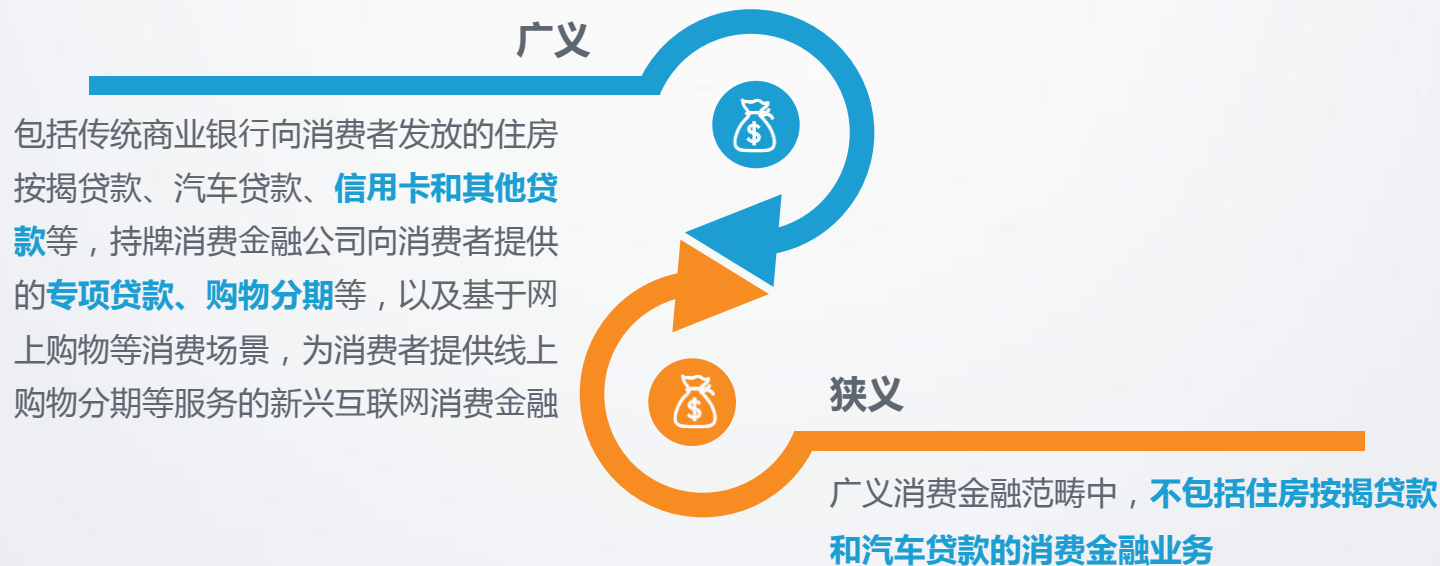 广义
包括传统商业银行向消费者发放的住房
按揭贷款、汽车贷款、信用卡和其他贷
款等，持牌消费金融公司向消费者提供
的专项贷款、购物分期等，以及基于网
上购物等消费场景，为消费者提供线上
购物分期等服务的新兴互联网消费金融
$
$
狭义
广义消费金融范畴中，不包括住房按揭贷款
和汽车贷款的消费金融业务